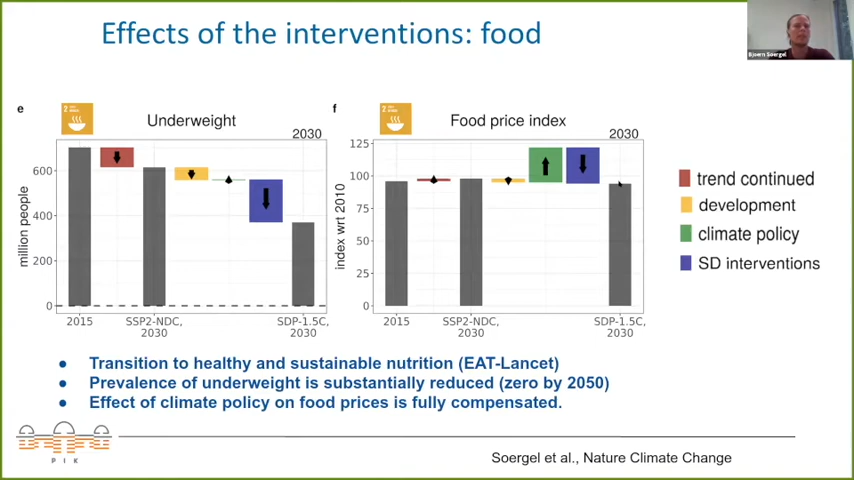 Effects of the interventions: food
Bjoern Soergel
e
Underweight
2030
million people
600
400
200
0
2015
SSP2-NDC,
2030
SDP-1.5C,
2030
f
Food price index
2030
index wrt 2010
125
100
75
50
25
0
2015
SSP2-NDC,
2030
SDP-1.5C,
2030
trend continued
development
climate policy
SD interventions
● Transition to healthy and sustainable nutrition (EAT-Lancet)
● Prevalence of underweight is substantially reduced (zero by 2050)
● Effect of climate policy on food prices is fully compensated.
P I K
Soergel et al., Nature Climate Change